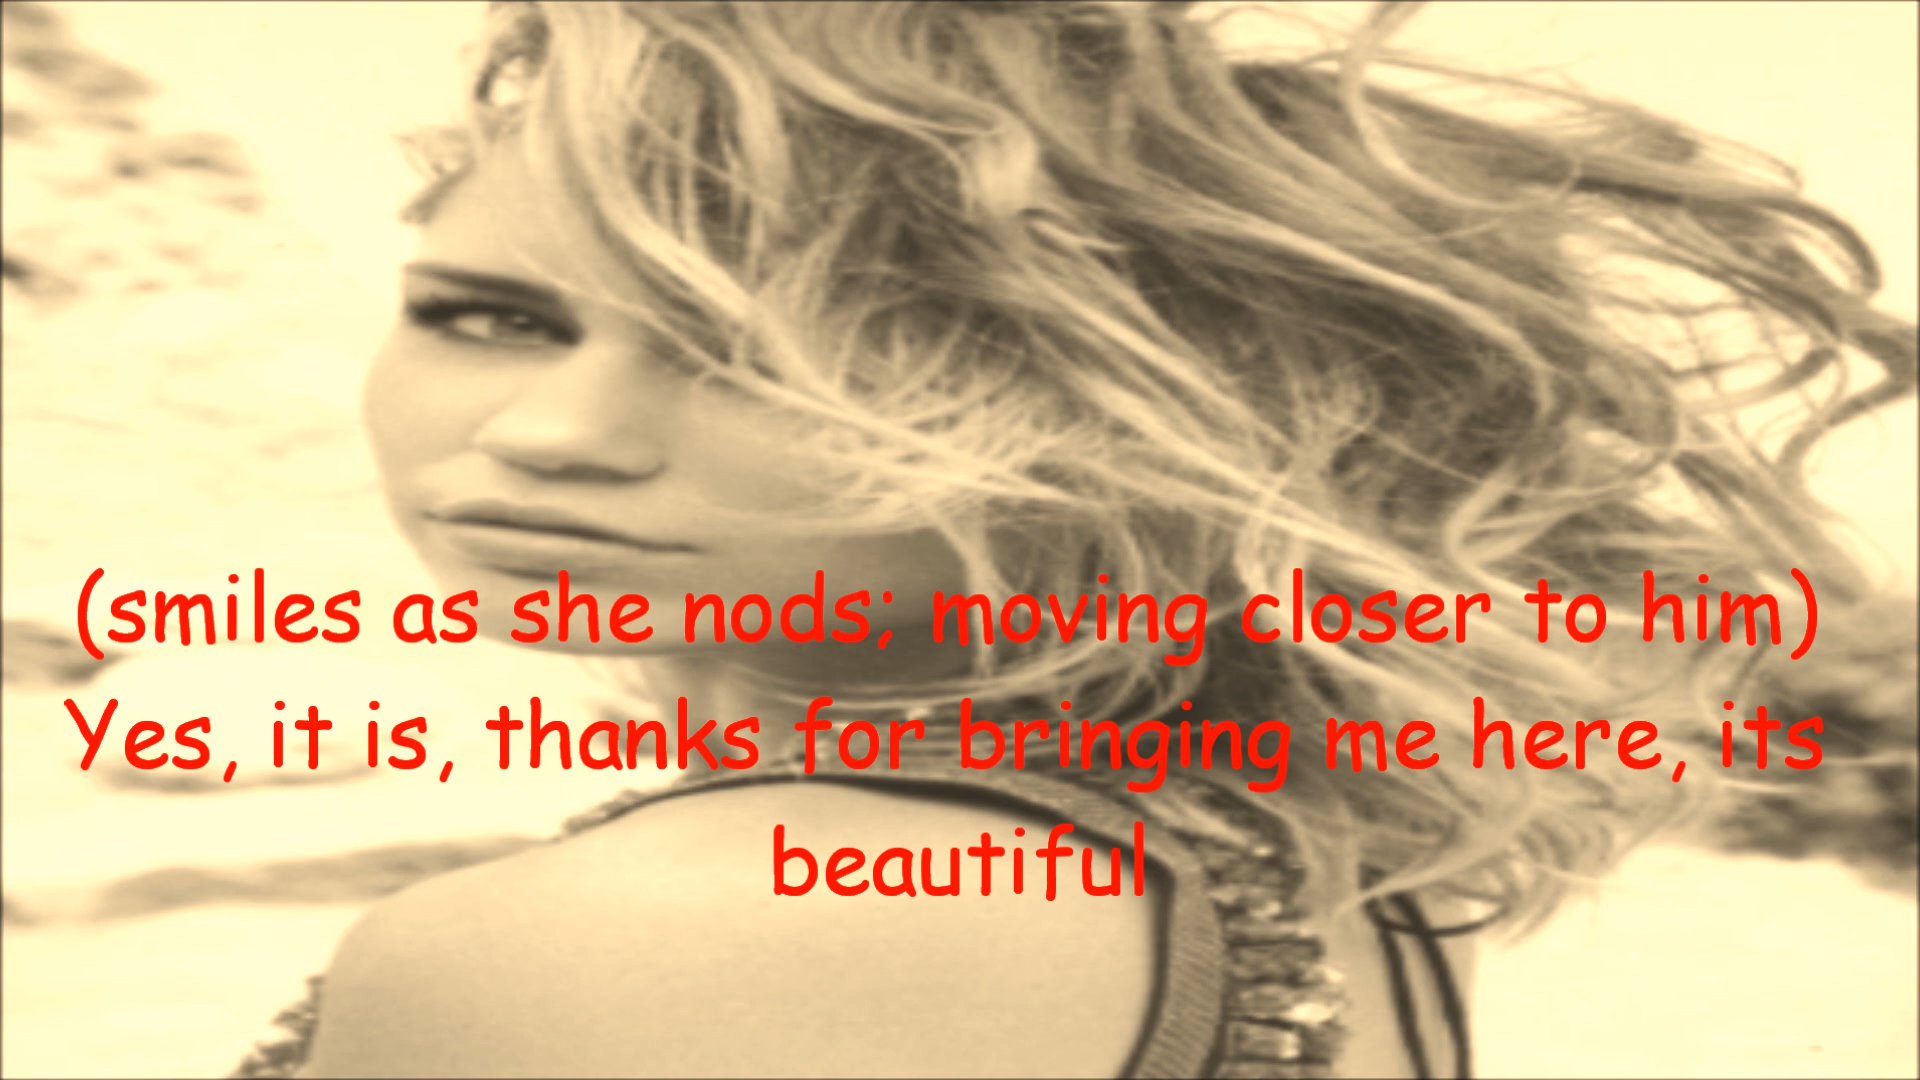 (smiles as she nods; moving closer to him)
Yes, it is, thanks for bringing me here, its
beautiful